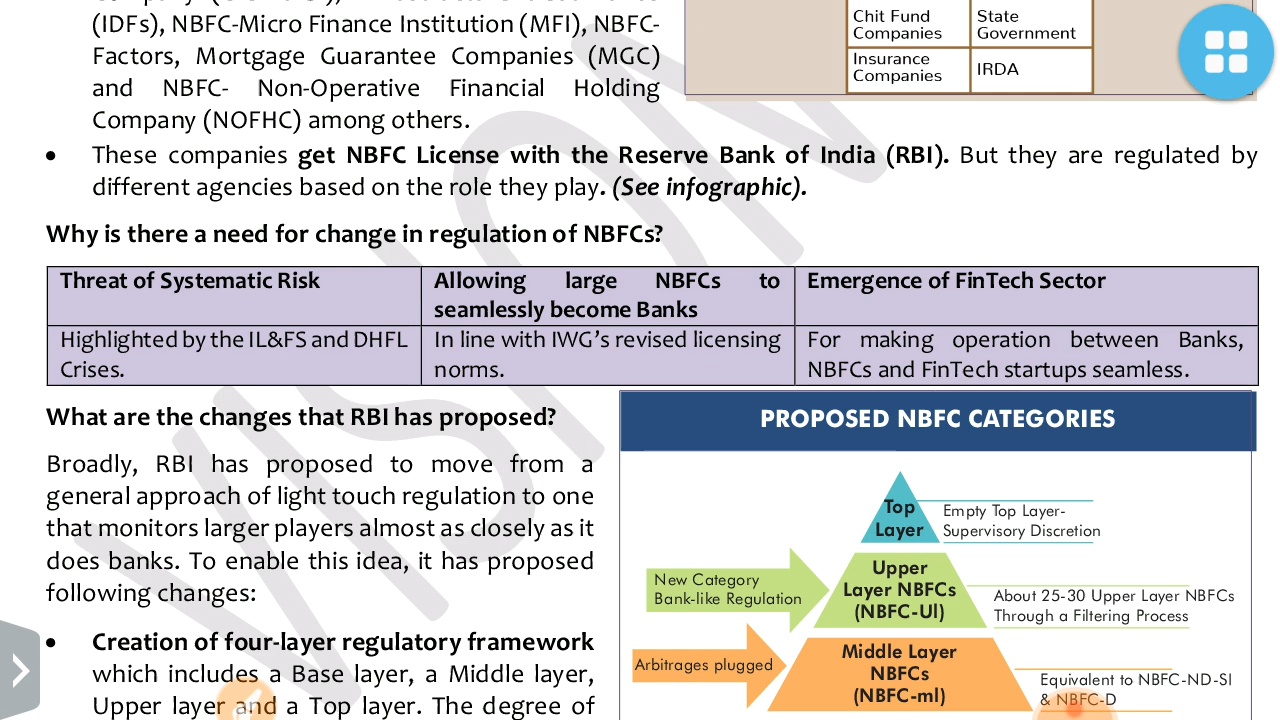 (IDFs), NBFC-Micro Finance Institution (MFI), NBFC-
Factors, Mortgage Guarantee Companies (MGC)
and NBFC- Non-Operative Financial Holding
Company (NOFHC) among others.
Chit Fund
Companies
State
Government
Insurance
Companies
IRDA
• These companies get NBFC License with the Reserve Bank of India (RBI). But they are regulated by
different agencies based on the role they play. (See infographic).
Why is there a need for change in regulation of NBFCs?
Threat of Systematic Risk
Allowing large NBFCs to
seamlessly become Banks
Emergence of FinTech Sector
Highlighted by the IL&FS and DHFL
Crises.
In line with IWG's revised licensing
norms.
For making operation between Banks,
NBFCs and FinTech startups seamless.
What are the changes that RBI has proposed?
Broadly, RBI has proposed to move from a
general approach of light touch regulation to one
that monitors larger players almost as closely as it
does banks. To enable this idea, it has proposed
following changes:
• Creation of four-layer regulatory framework
which includes a Base layer, a Middle layer,
Upper layer and a Top layer. The degree of
PROPOSED NBFC CATEGORIES
Top
Layer
Empty Top Layer-
Supervisory Discretion
New Category
Bank-like Regulation
Upper
Layer NBFCs
(NBFC-Ul)
About 25-30 Upper Layer NBFCs
Through a Filtering Process
Arbitrages plugged
Middle Layer
NBFCs
(NBFC-ml)
Equivalent to NBFC-ND-SI
& NBFC-D
VISION